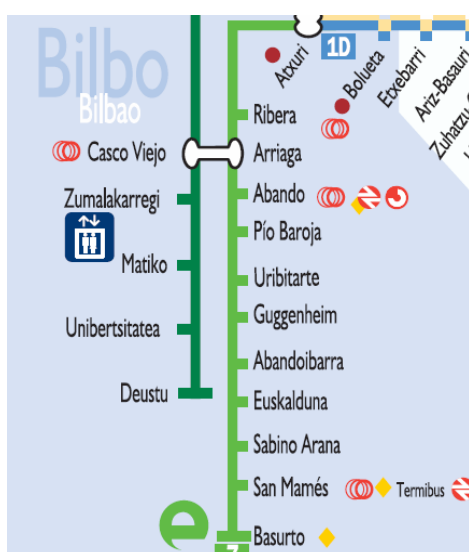 Bilbo
Bilbao
Atxuri
1D
Bolueta
Etxebarri
Ariz-Basauri
Ribera
Casco Viejo
Arriaga
Zumalakarregi
Abando
Pío Baroja
Matiko
Uribitarte
Unibertsitatea
Guggenheim
Abandoibarra
Deustu
Euskalduna
Sabino Arana
San Mamés
Termibus
e
Basurto